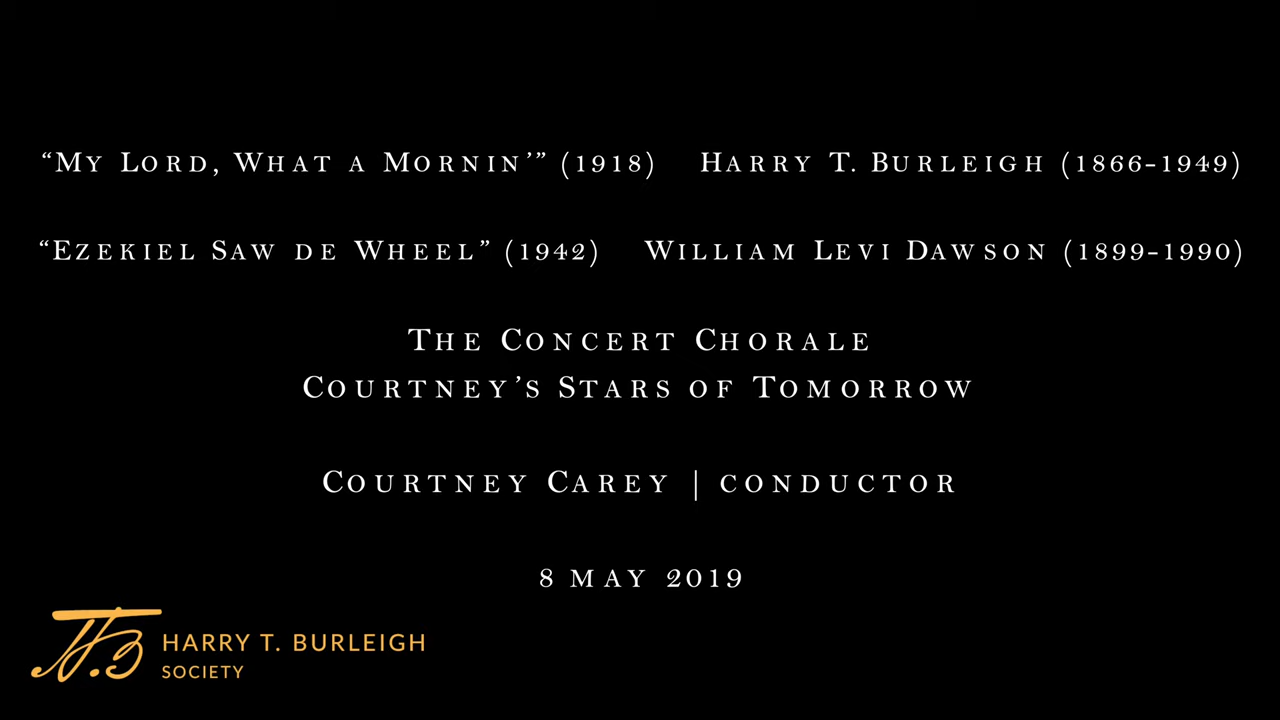 “My Lord, What a Mornin’” (1918) Harry T. Burleigh (1866-1949)
“Ezekiel Saw de Wheel” (1942) William Levi Dawson (1899-1990)
The Concert Chorale
Courtney’s Stars of Tomorrow
Courtney Carey | conductor
8 May 2019
HTB HARRY T. BURLEIGH
SOCIETY